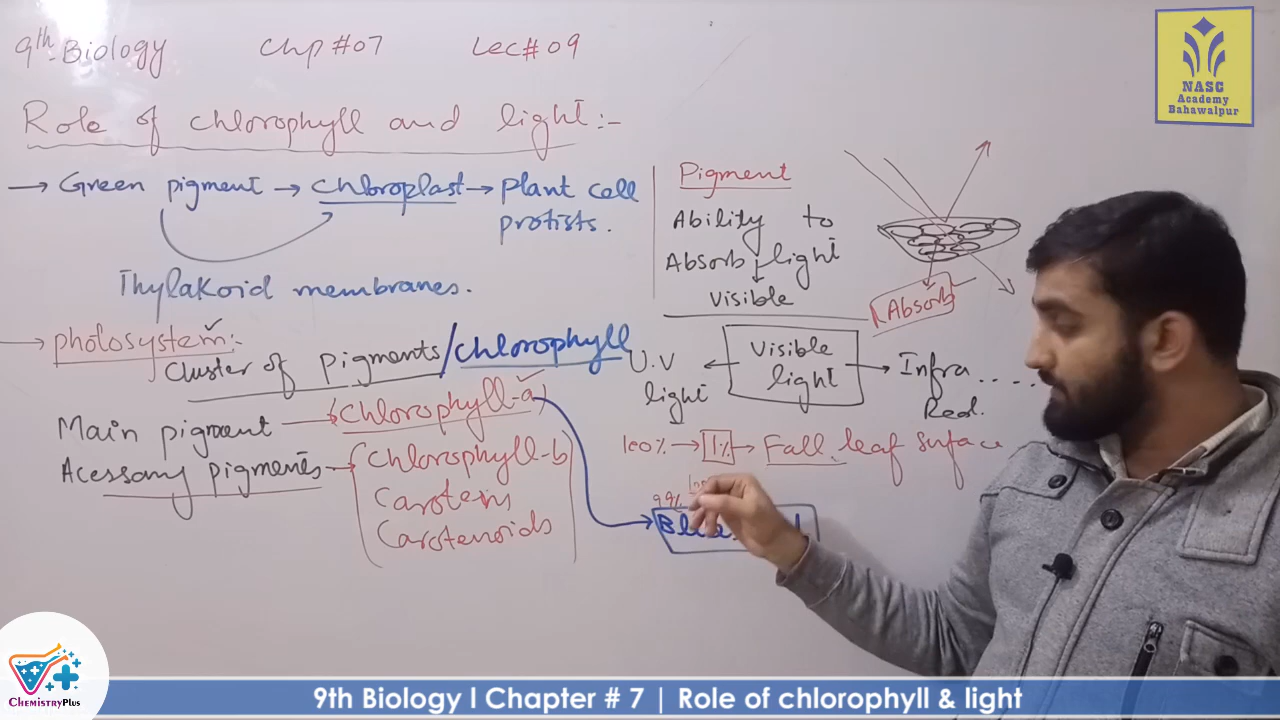 9th Biology Chp #07 Lec# 09
Role of chlorophyll and light:-
→ Green pigment → chloroplast → Plant cell
protists.
Thylakoid membranes.
→ photosystem:-
Cluster of pigments/chlorophyll
Main pigment → (Chlorophyll-a)
Acessary pigments → Chlorophyll-b
Carotens
Carotenoids
Pigment
Ability to
Absorb light
Visible
Absorb
U.V
light
Visible
light
Infra ....
Red.
100% → 1% → Fall leaf surface
99%
NASC
Academy
Bahawalpur
ChemistryPlus
9th Biology l Chapter # 7 | Role of chlorophyll & light